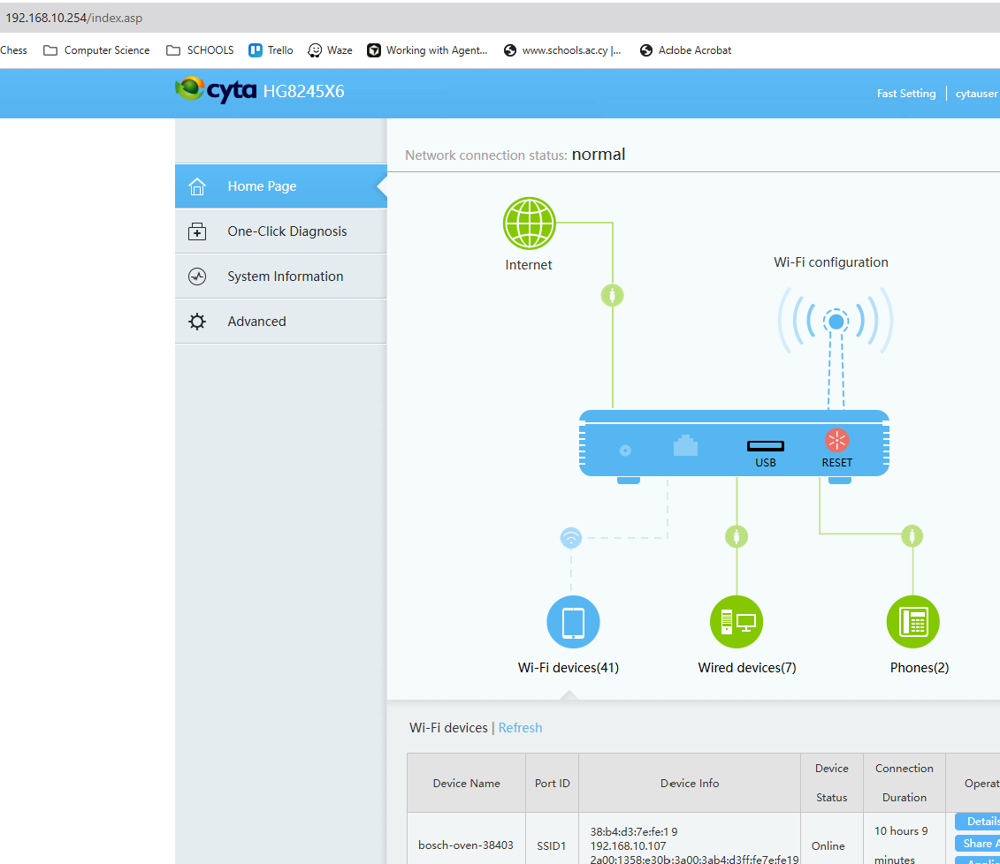 192.168.10.254/index.asp
Chess Computer Science SCHOOLS Trello Waze Working with Agent... www.schools.ac.cy |... Adobe Acrobat
cyta HG8245X6
Fast Setting cytauser
Network connection status: normal
Home Page
One-Click Diagnosis
System Information
Advanced
Internet
Wi-Fi configuration
USB
RESET
Wi-Fi devices(41)
Wired devices(7)
Phones(2)
Wi-Fi devices | Refresh
Device Name
Port ID
Device Info
Device
Status
Connection
Duration
Operat
bosch-oven-38403
SSID1
38:b4:d3:7e:fe:19
192.168.10.107
2a00:1358:e30b:3a00:3ab4:d3ff:fe7e:fe19
Online
10 hours 9
minutes
Details
Share A